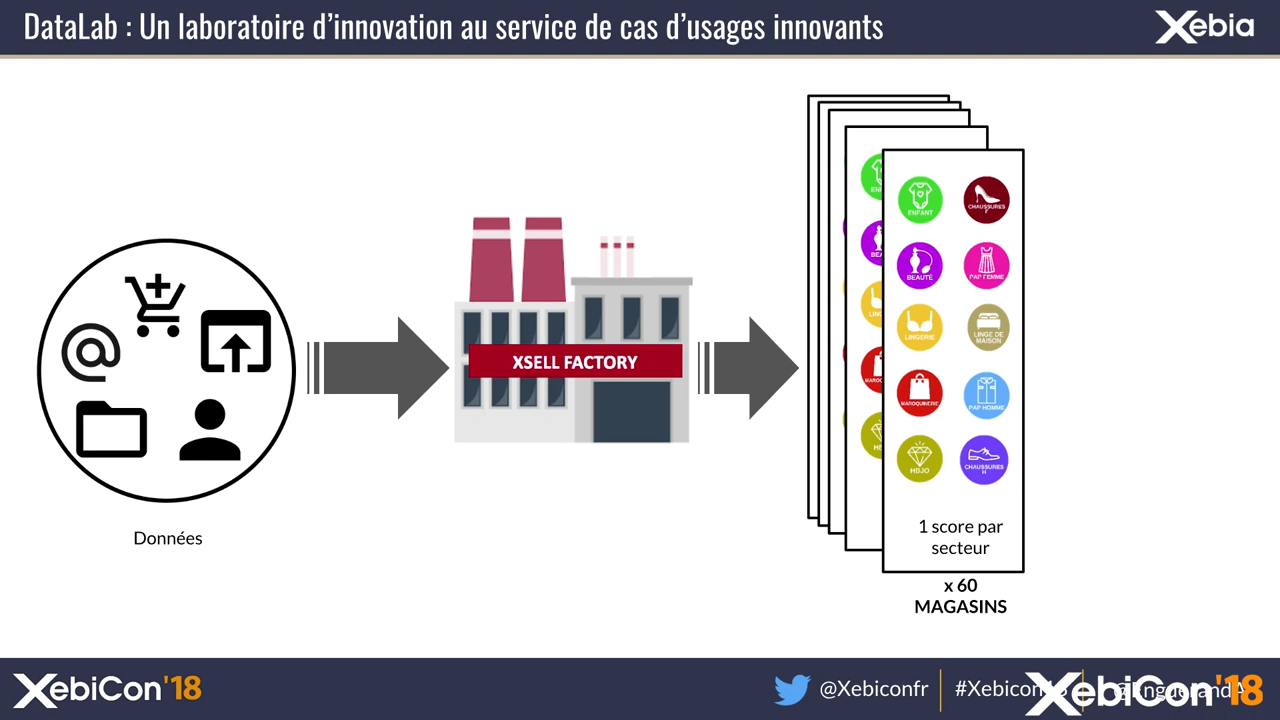 DataLab : Un laboratoire d’innovation au service de cas d’usages innovants
Xebia
XSELL FACTORY
Données
ENFANT
CHAUSSURES
F
BEAUTÉ
PAP FEMME
LINGERIE
LINGE DE
MAISON
MAROQUINERIE
PAP HOMME
HBJO
CHAUSSURES
H
1 score par
secteur
x 60
MAGASINS
XebiCon'18
@Xebiconfr
#Xebicon
XebiCon'18